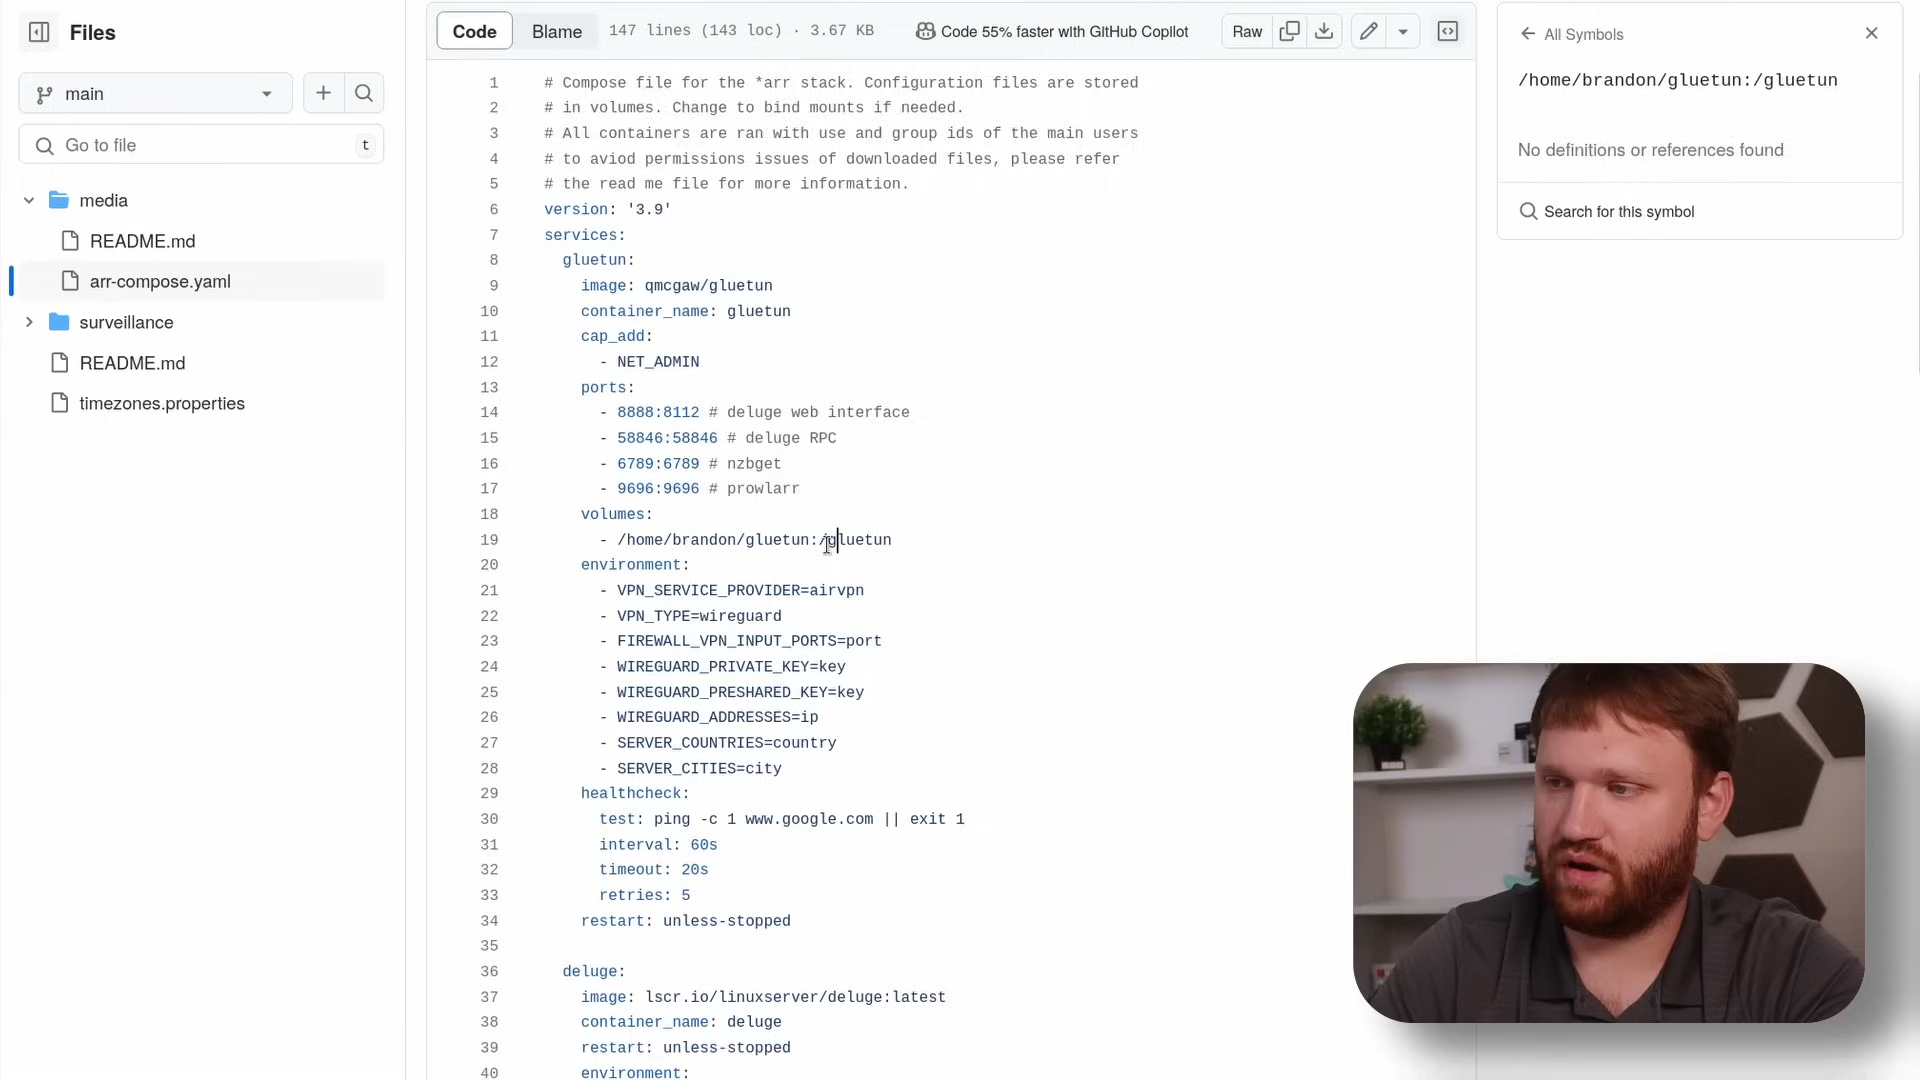 Files
main
Go to file
t
media
README.md
arr-compose.yaml
surveillance
README.md
timezones.properties
Code
Blame
147 lines (143 loc) · 3.67 KB
Code 55% faster with GitHub Copilot
Raw
1 # Compose file for the *arr stack. Configuration files are stored
2 # in volumes. Change to bind mounts if needed.
3 # All containers are ran with use and group ids of the main users
4 # to aviod permissions issues of downloaded files, please refer
5 # the read me file for more information.
6 version: '3.9'
7 services:
8 gluetun:
9 image: qmcgaw/gluetun
10 container_name: gluetun
11 cap_add:
12 - NET_ADMIN
13 ports:
14 - 8888:8112 # deluge web interface
15 - 58846:58846 # deluge RPC
16 - 6789:6789 # nzbget
17 - 9696:9696 # prowlarr
18 volumes:
19 - /home/brandon/gluetun:/gluetun
20 environment:
21 - VPN_SERVICE_PROVIDER=airvpn
22 - VPN_TYPE=wireguard
23 - FIREWALL_VPN_INPUT_PORTS=port
24 - WIREGUARD_PRIVATE_KEY=key
25 - WIREGUARD_PRESHARED_KEY=key
26 - WIREGUARD_ADDRESSES=ip
27 - SERVER_COUNTRIES=country
28 - SERVER_CITIES=city
29 healthcheck:
30 test: ping -c 1 www.google.com || exit 1
31 interval: 60s
32 timeout: 20s
33 retries: 5
34 restart: unless-stopped
35
36 deluge:
37 image: lscr.io/linuxserver/deluge:latest
38 container_name: deluge
39 restart: unless-stopped
40 environment:
All Symbols
/home/brandon/gluetun:/gluetun
No definitions or references found
Search for this symbol